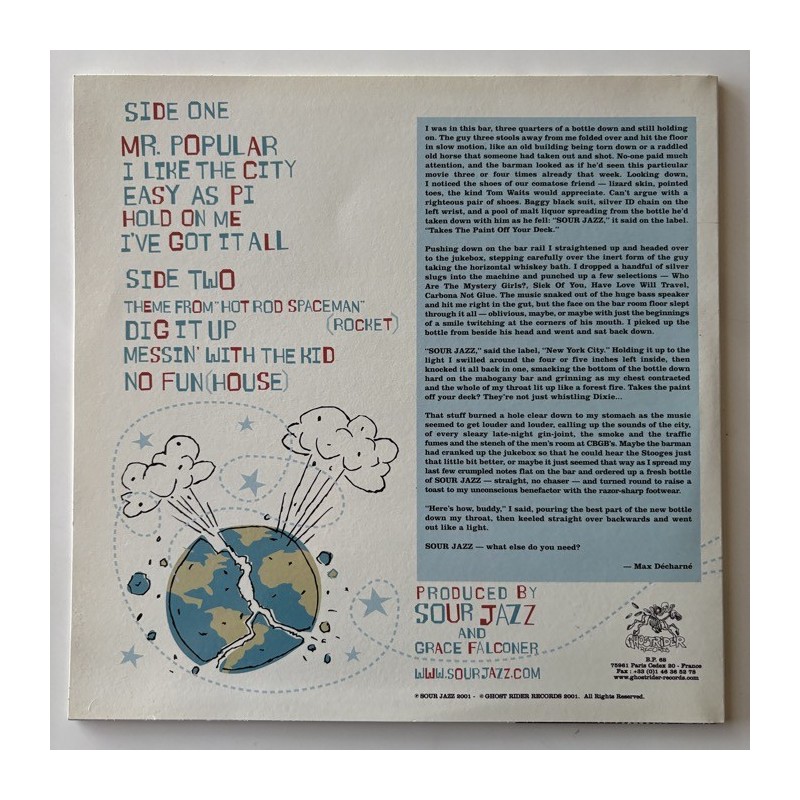 SIDE ONE
MR. POPULAR
I LIKE THE CITY
EASY AS PI
HOLD ON ME
I'VE GOT IT ALL
SIDE TWO
THEME FROM "HOT ROD SPACEMAN"
(ROCKET)
DIG IT UP
MESSIN' WITH THE KID
NO FUN (HOUSE)
I was in this bar, three quarters of a bottle down and still holding
on. The guy three stools away from me folded over and hit the floor
in slow motion, like an old building being torn down or a raddled
old horse that someone had taken out and shot. No-one paid much
attention, and the barman looked as if he'd seen this particular
movie three or four times already that week. Looking down,
I noticed the shoes of our comatose friend — lizard skin, pointed
toes, the kind Tom Waits would appreciate. Can't argue with a
righteous pair of shoes. Baggy black suit, silver ID chain on the
left wrist, and a pool of malt liquor spreading from the bottle he'd
taken down with him as he fell: "SOUR JAZZ," it said on the label.
"Takes The Paint Off Your Deck."
Pushing down on the bar rail I straightened up and headed over
to the jukebox, stepping carefully over the inert form of the guy
taking the horizontal whiskey bath. I dropped a handful of silver
slugs into the machine and punched up a few selections — Who
Are The Mystery Girls?, Sick Of You, Have Love Will Travel,
Carbona Not Glue. The music snaked out of the huge bass speaker
and hit me right in the gut, but the face on the bar room floor slept
through it all — oblivious, maybe, or maybe with just the beginnings
of a smile twitching at the corners of his mouth. I picked up the
bottle from beside his head and went and sat back down.
"SOUR JAZZ," said the label, "New York City." Holding it up to the
light I swilled around the four or five inches left inside, then
knocked it all back in one, smacking the bottom of the bottle down
hard on the mahogany bar and grinning as my chest contracted
and the whole of my throat lit up like a forest fire. Takes the paint
off your deck? They're not just whistling Dixie...
That stuff burned a hole clear down to my stomach as the music
seemed to get louder and louder, calling up the sounds of the city,
of every sleazy late-night gin-joint, the smoke and the traffic
fumes and the stench of the men's room at CBGB's. Maybe the barman
had cranked up the jukebox so that he could hear the Stooges just
that little bit better, or maybe it just seemed that way as I spread my
last few crumpled notes flat on the bar and ordered up a fresh bottle
of SOUR JAZZ — straight, no chaser — and turned round to raise a
toast to my unconscious benefactor with the razor-sharp footwear.
"Here's how, buddy," I said, pouring the best part of the new bottle
down my throat, then keeled straight over backwards and went
out like a light.
SOUR JAZZ — what else do you need?
— Max Décharné
PRODUCED BY
SOUR JAZZ
AND
GRACE FALCONER
WWW.SOURJAZZ.COM
GHOST RIDER
RECORDS
B.P. 68
75961 Paris Cedex 20 - France
Fax : +33 (0)1 46 36 52 75
www.ghostrider-records.com
℗ SOUR JAZZ 2001 - © GHOST RIDER RECORDS 2001. All Rights Reserved.